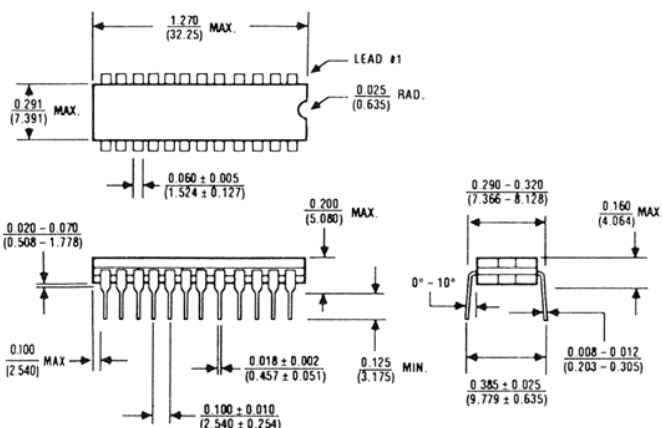 1.270
(32.25) MAX.
LEAD #1
0.291
(7.391) MAX.
0.025
(0.635) RAD.
0.060 ± 0.005
(1.524 ± 0.127)
0.200
(5.080) MAX.
0.290 – 0.320
(7.366 – 8.128)
0.160
(4.064) MAX.
0.020 – 0.070
(0.508 – 1.778)
0° – 10°
0.100
(2.540) MAX
0.018 ± 0.002
(0.457 ± 0.051)
0.125
(3.175) MIN.
0.008 – 0.012
(0.203 – 0.305)
0.385 ± 0.025
(9.779 ± 0.635)
0.100 ± 0.010
(2.540 ± 0.254)